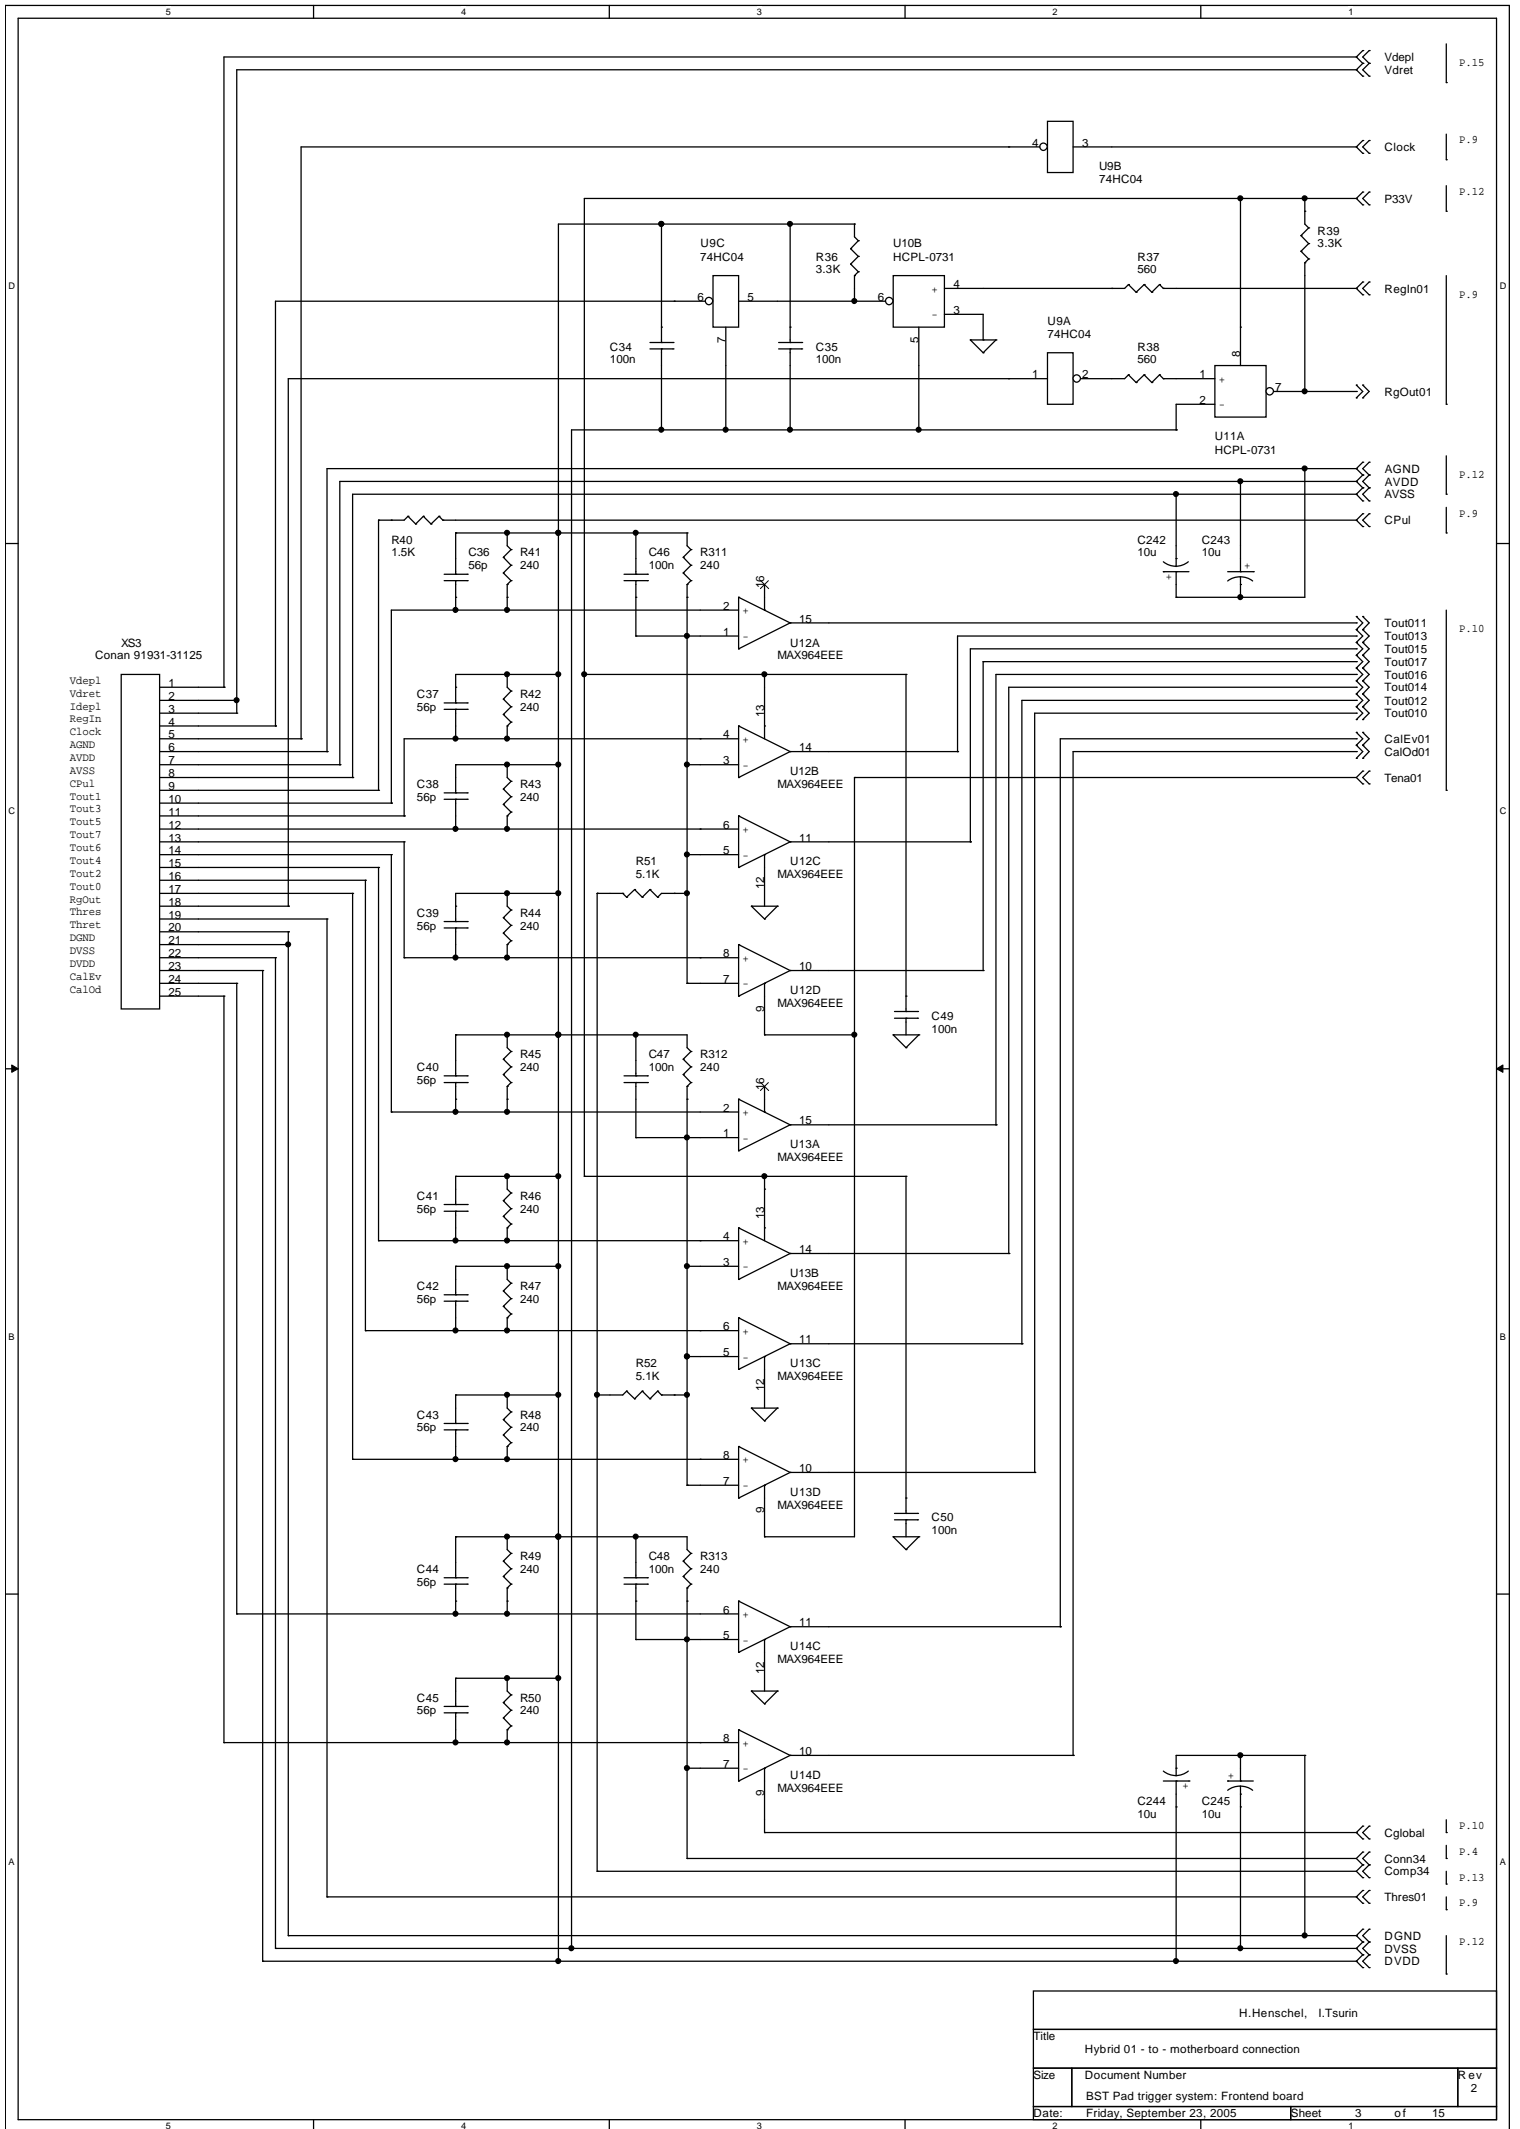 5 4 3 2 1
Vdepl
Vdret
P.15
4 3
U9B
74HC04
Clock
P.9
P33V
P.12
U9C
74HC04
R36
3.3K
U10B
HCPL-0731
R37
560
R39
3.3K
D
D
6 5 6
+ 4
- 3
RegIn01
P.9
7
5
C34
100n
C35
100n
U9A
74HC04
R38
560
8
1 2
1 +
2 -
7
RgOut01
U11A
HCPL-0731
AGND
AVDD
AVSS
P.12
CPul
P.9
R40
1.5K
C36
56p
R41
240
C46
100n
R311
240
C242
10u
C243
10u
+ +
16
2 +
1 -
15
U12A
MAX964EEE
Tout011
Tout013
Tout015
Tout017
Tout016
Tout014
Tout012
Tout010
P.10
CalEv01
CalOd01
Tena01
XS3
Conan 91931-31125
Vdepl 1
Vdret 2
Idepl 3
RegIn 4
Clock 5
AGND 6
AVDD 7
AVSS 8
CPul 9
Tout1 10
Tout3 11
Tout5 12
Tout7 13
Tout6 14
Tout4 15
Tout2 16
Tout0 17
RgOut 18
Thres 19
Thret 20
DGND 21
DVSS 22
DVDD 23
CalEv 24
CalOd 25
C37
56p
R42
240
13
4 +
3 -
14
U12B
MAX964EEE
C38
56p
R43
240
C
C
6 +
5 -
11
12
U12C
MAX964EEE
R51
5.1K
C39
56p
R44
240
8 +
7 -
10
9
U12D
MAX964EEE
C49
100n
C40
56p
R45
240
C47
100n
R312
240
16
2 +
1 -
15
U13A
MAX964EEE
C41
56p
R46
240
13
4 +
3 -
14
U13B
MAX964EEE
C42
56p
R47
240
B
B
6 +
5 -
11
12
U13C
MAX964EEE
R52
5.1K
C43
56p
R48
240
8 +
7 -
10
9
U13D
MAX964EEE
C50
100n
C44
56p
R49
240
C48
100n
R313
240
6 +
5 -
11
12
U14C
MAX964EEE
C45
56p
R50
240
8 +
7 -
10
9
U14D
MAX964EEE
+ +
C244
10u
C245
10u
Cglobal
P.10
Conn34
P.4
A
A
Comp34
P.13
Thres01
P.9
DGND
DVSS
DVDD
P.12
H.Henschel, I.Tsurin
Title
Hybrid 01 - to - motherboard connection
Size
Document Number
Rev
BST Pad trigger system: Frontend board
2
Date: Friday, September 23, 2005 Sheet 3 of 15
5 4 3 2 1